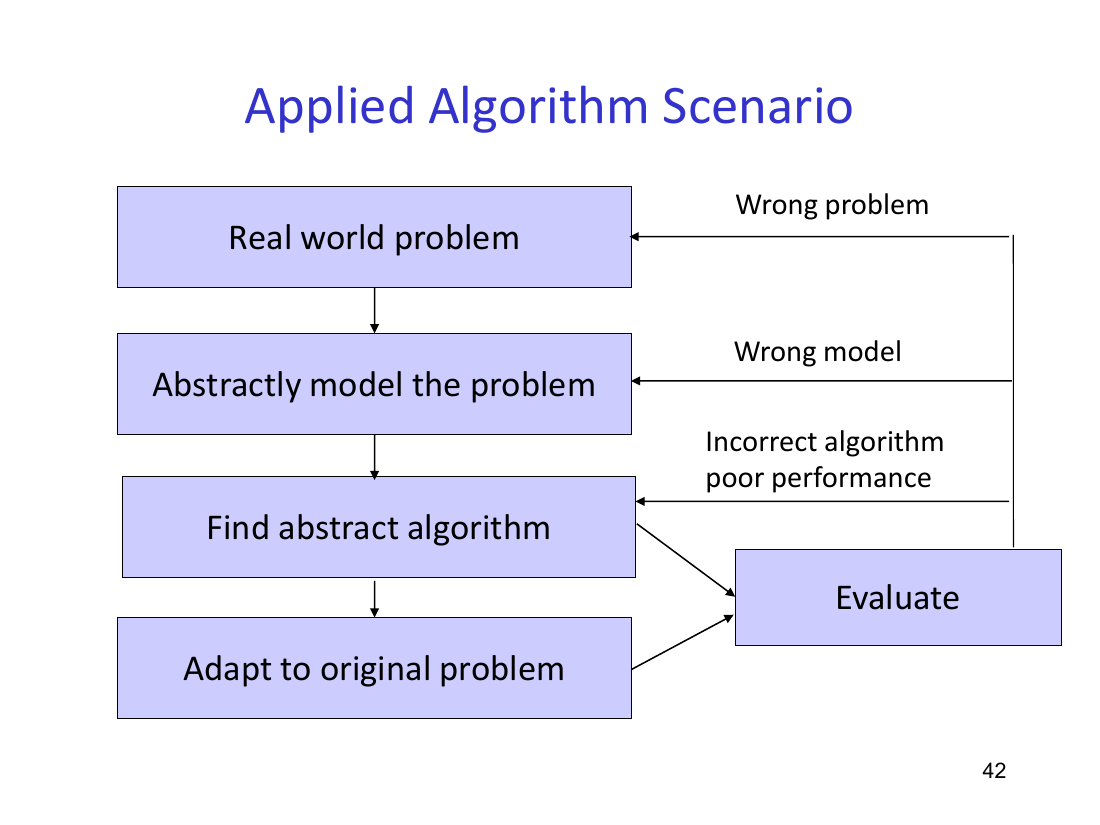 Applied Algorithm Scenario
Real world problem
Wrong problem
Abstractly model the problem
Wrong model
Incorrect algorithm
poor performance
Find abstract algorithm
Evaluate
Adapt to original problem
42